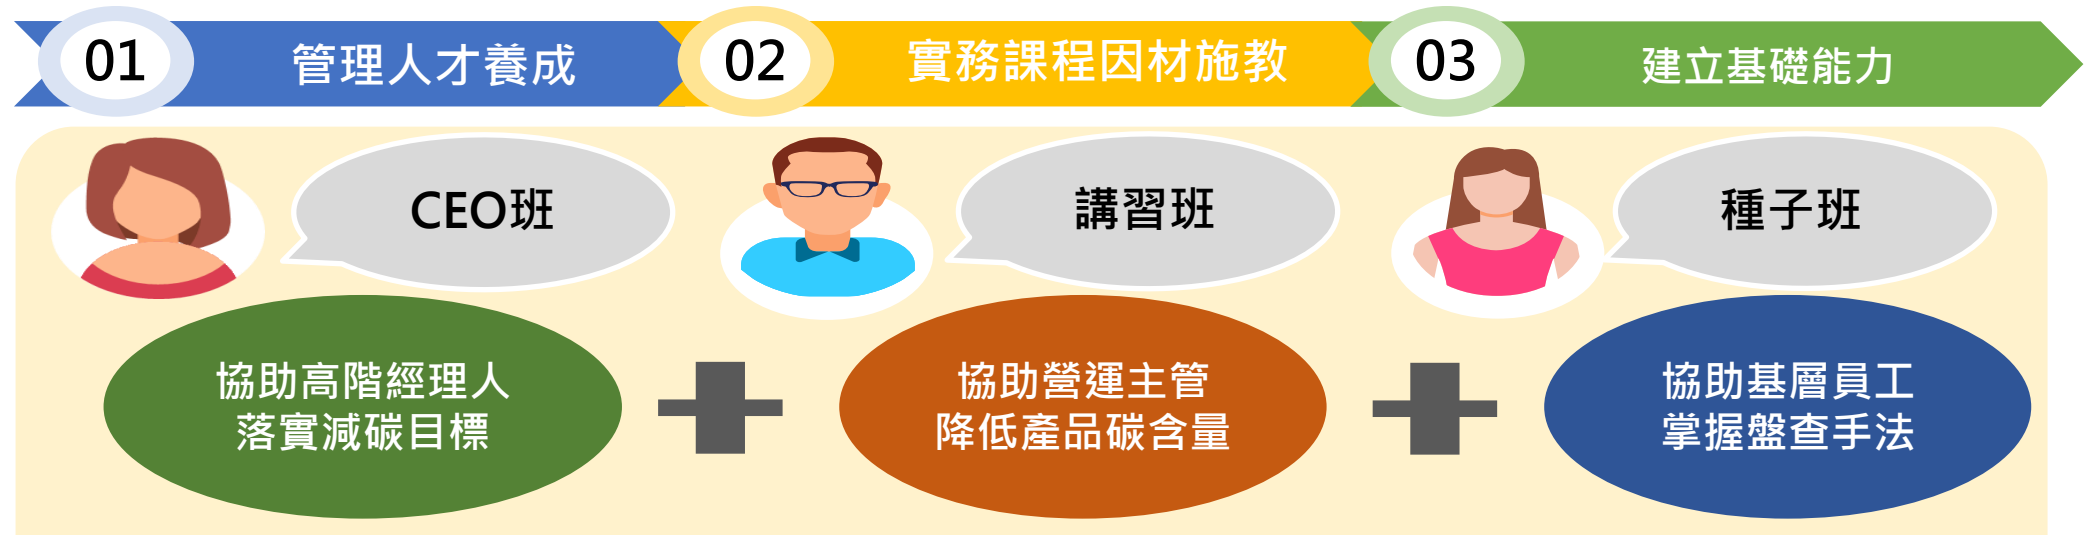 01
管理人才養成
02
實務課程因材施教
03
建立基礎能力
CEO班
講習班
種子班
協助高階經理人
落實減碳目標
協助營運主管
降低產品碳含量
協助基層員工
掌握盤查手法